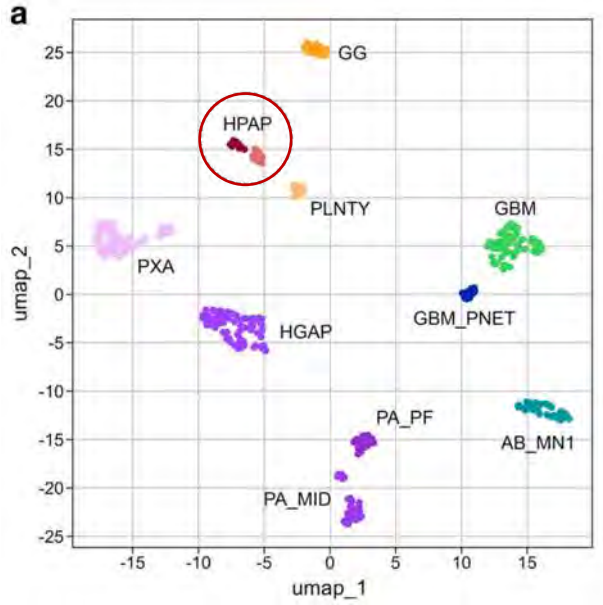 a
GG
HPAP
PLNTY
GBM
PXA
GBM_PNET
HGAP
PA_PF
AB_MN1
PA_MID
umap_2
25
20
15
10
5
0
-5
-10
-15
-20
-25
-15 -10 -5 0 5 10 15
umap_1